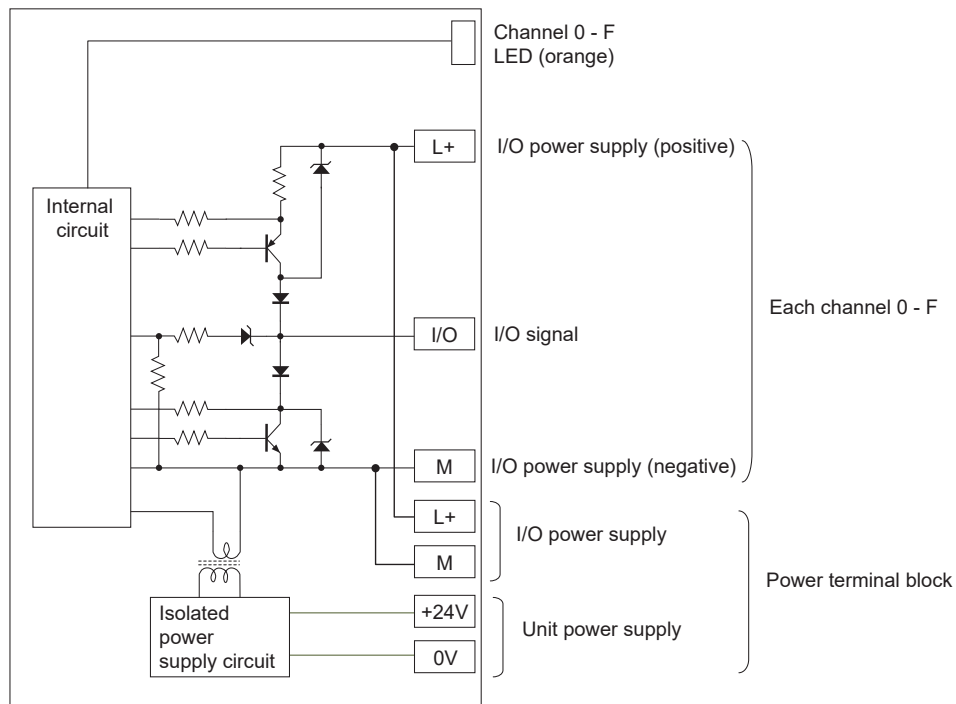 Channel 0 - F
LED (orange)
L+
I/O power supply (positive)
Internal
circuit
Each channel 0 - F
I/O
I/O signal
M
I/O power supply (negative)
L+
I/O power supply
M
Power terminal block
Isolated
power
supply circuit
+24V
Unit power supply
0V